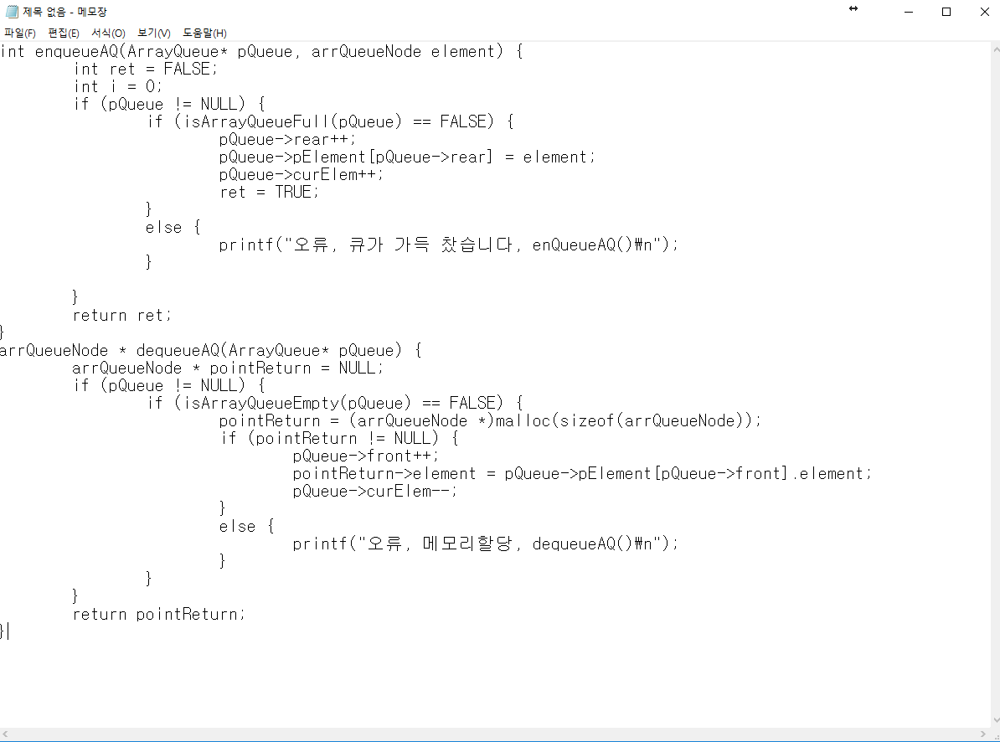 제목 없음 - 메모장
파일(F) 편집(E) 서식(O) 보기(V) 도움말(H)
int enqueueAQ(ArrayQueue* pQueue, arrQueueNode element) {
int ret = FALSE;
int i = 0;
if (pQueue != NULL) {
if (isArrayQueueFull(pQueue) == FALSE) {
pQueue->rear++;
pQueue->pElement[pQueue->rear] = element;
pQueue->curElem++;
ret = TRUE;
}
else {
printf("오류, 큐가 가득 찼습니다, enQueueAQ()₩n");
}
}
return ret;
}
arrQueueNode * dequeueAQ(ArrayQueue* pQueue) {
arrQueueNode * pointReturn = NULL;
if (pQueue != NULL) {
if (isArrayQueueEmpty(pQueue) == FALSE) {
pointReturn = (arrQueueNode *)malloc(sizeof(arrQueueNode));
if (pointReturn != NULL) {
pQueue->front++;
pointReturn->element = pQueue->pElement[pQueue->front].element;
pQueue->curElem--;
}
else {
printf("오류, 메모리할당, dequeueAQ()₩n");
}
}
}
return pointReturn;
}